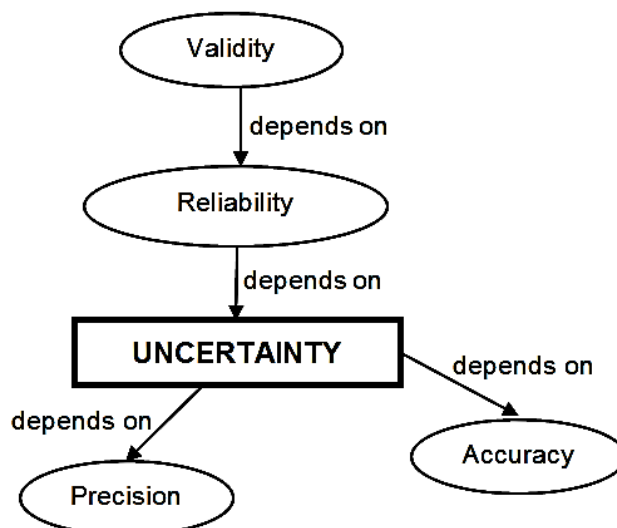 Validity
depends on
Reliability
depends on
UNCERTAINTY
depends on
depends on
Precision
Accuracy